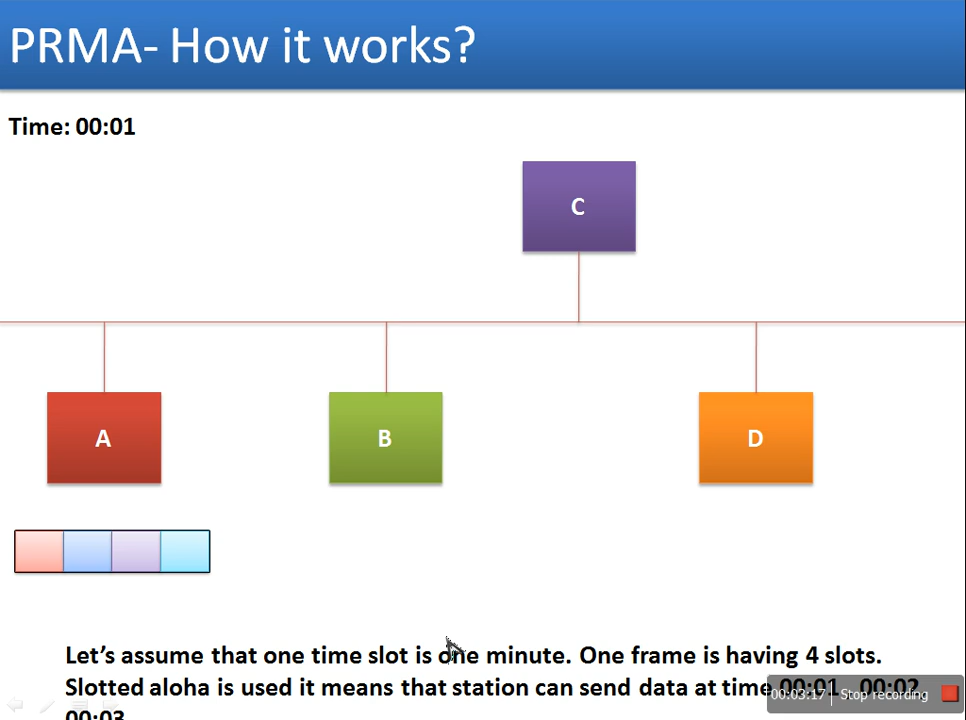 PRMA- How it works?
Time: 00:01
C
A
B
D
Let's assume that one time slot is one minute. One frame is having 4 slots.
Slotted aloha is used it means that station can send data at time 00:01 00:02
00:03
00:03:17 Stop recording